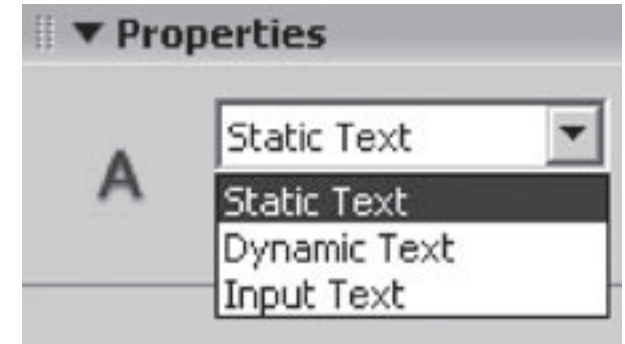 Properties
A
Static Text
Static Text
Dynamic Text
Input Text